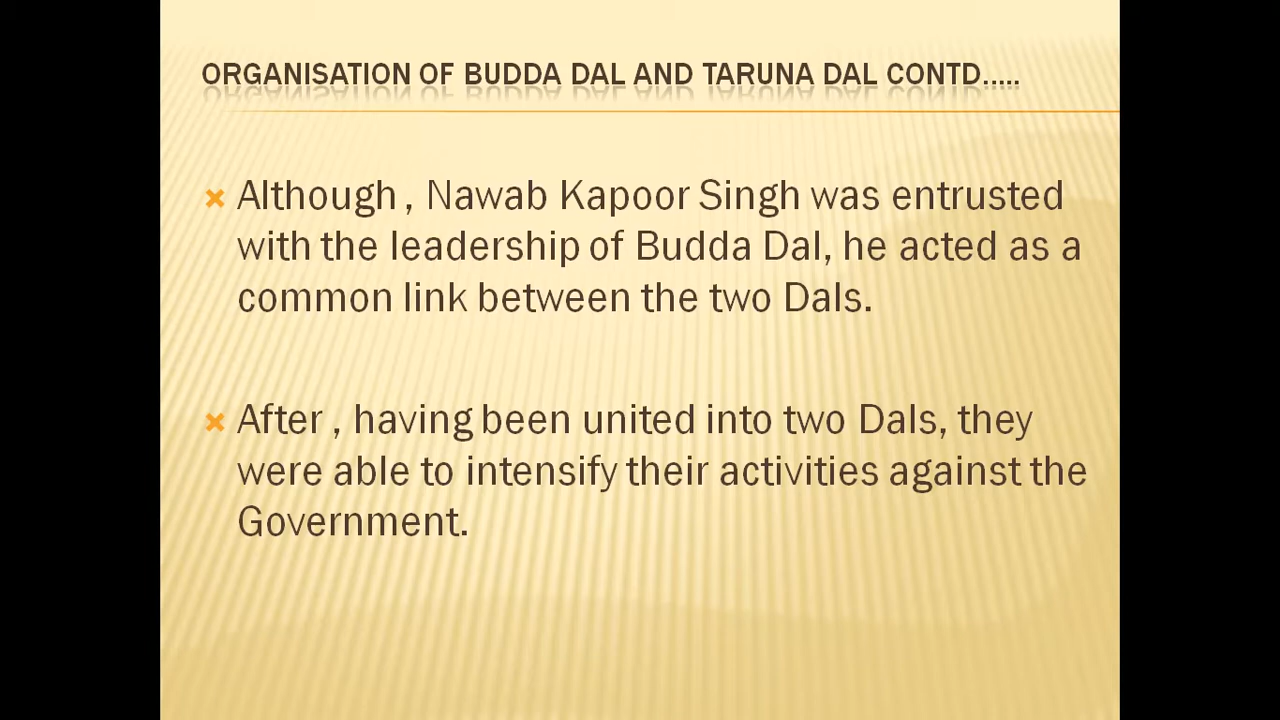 ORGANISATION OF BUDDA DAL AND TARUNA DAL CONTD.....
Although , Nawab Kapoor Singh was entrusted
with the leadership of Budda Dal, he acted as a
common link between the two Dals.
After , having been united into two Dals, they
were able to intensify their activities against the
Government.